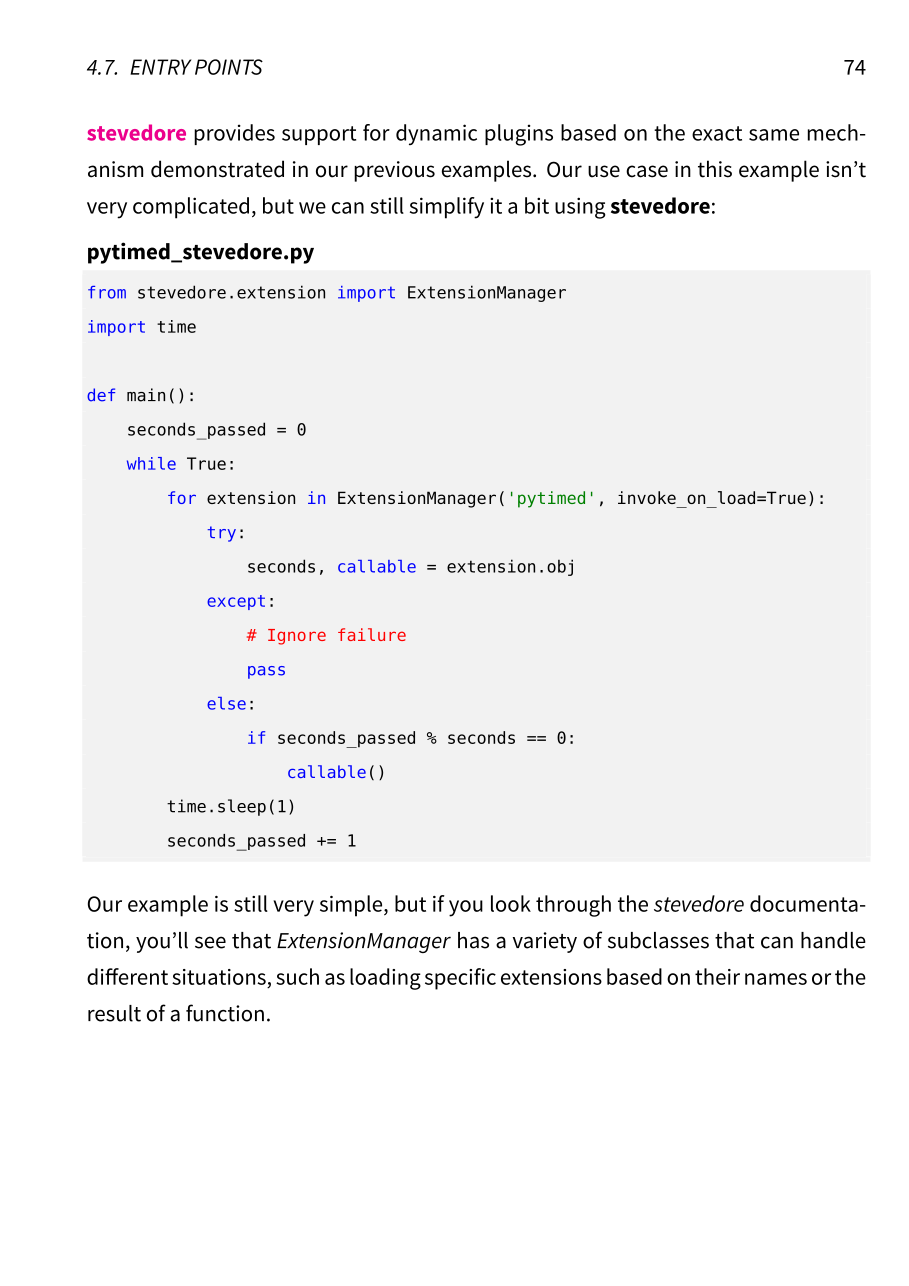 4.7. ENTRY POINTS 74
stevedore provides support for dynamic plugins based on the exact same mech-
anism demonstrated in our previous examples. Our use case in this example isn’t
very complicated, but we can still simplify it a bit using stevedore:
pytimed_stevedore.py
from stevedore.extension import ExtensionManager
import time

def main():
    seconds_passed = 0
    while True:
        for extension in ExtensionManager('pytimed', invoke_on_load=True):
            try:
                seconds, callable = extension.obj
            except:
                # Ignore failure
                pass
            else:
                if seconds_passed % seconds == 0:
                    callable()
        time.sleep(1)
        seconds_passed += 1
Our example is still very simple, but if you look through the stevedore documenta-
tion, you’ll see that ExtensionManager has a variety of subclasses that can handle
different situations, such as loading specific extensions based on their names or the
result of a function.